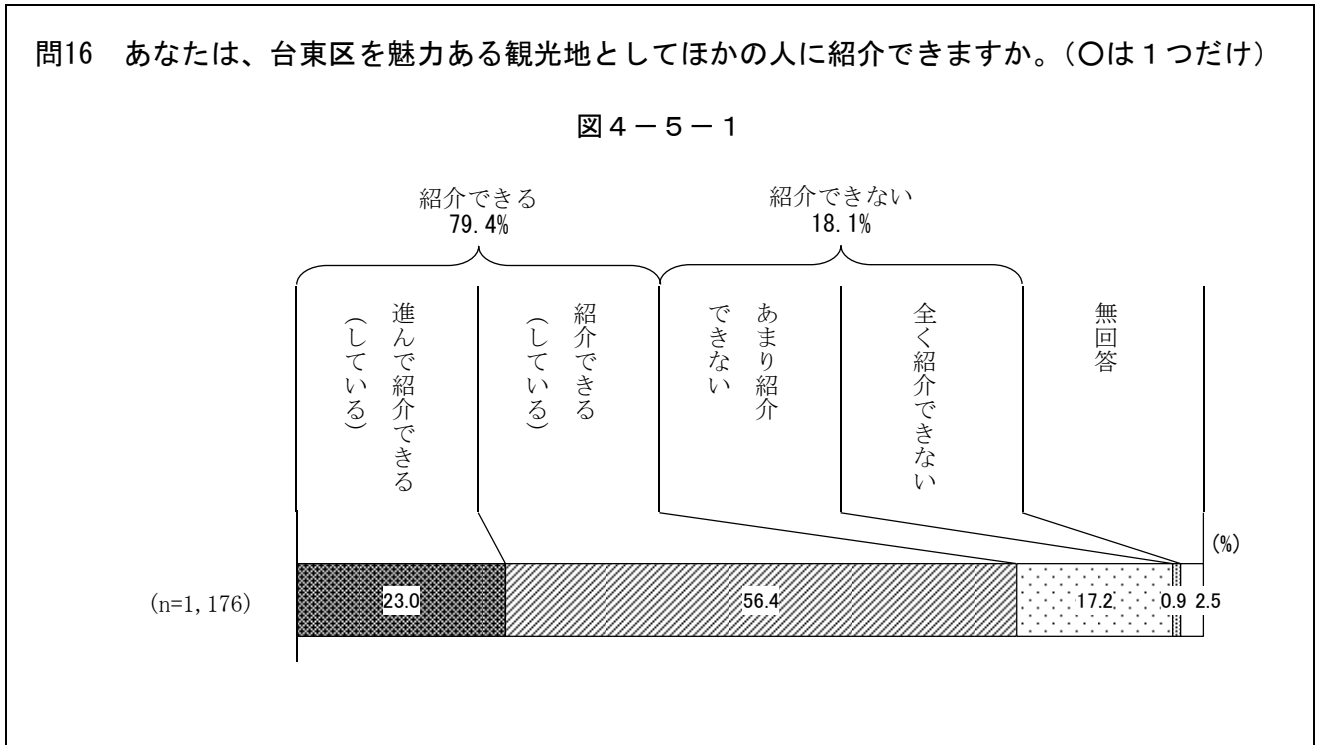 問16　あなたは、台東区を魅力ある観光地としてほかの人に紹介できますか。（〇は１つだけ）
図４－５－１
紹介できる
79.4%
紹介できない
18.1%
進んで紹介できる
(している)
紹介できる
(している)
あまり紹介
できない
全く紹介できない
無回答
(%)
(n=1,176)
23.0
56.4
17.2
0.9
2.5